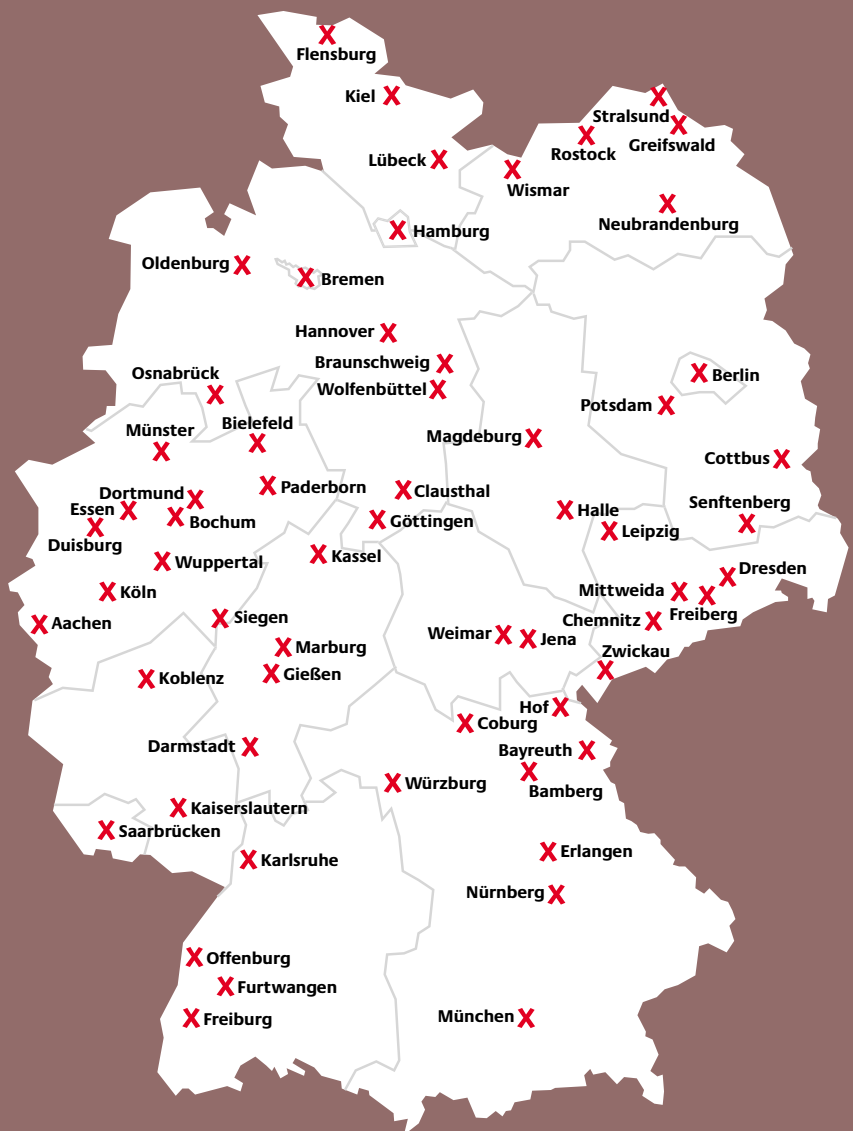 Flensburg
Kiel
Stralsund
Greifswald
Rostock
Lübeck
Wismar
Neubrandenburg
Hamburg
Oldenburg
Bremen
Hannover
Braunschweig
Osnabrück
Berlin
Wolfenbüttel
Potsdam
Münster
Bielefeld
Magdeburg
Cottbus
Paderborn
Clausthal
Dortmund
Senftenberg
Essen
Halle
Bochum
Göttingen
Leipzig
Duisburg
Kassel
Wuppertal
Dresden
Mittweida
Köln
Freiberg
Siegen
Chemnitz
Aachen
Weimar
Jena
Marburg
Zwickau
Gießen
Koblenz
Hof
Coburg
Darmstadt
Bayreuth
Würzburg
Bamberg
Kaiserslautern
Saarbrücken
Erlangen
Karlsruhe
Nürnberg
Offenburg
Furtwangen
München
Freiburg